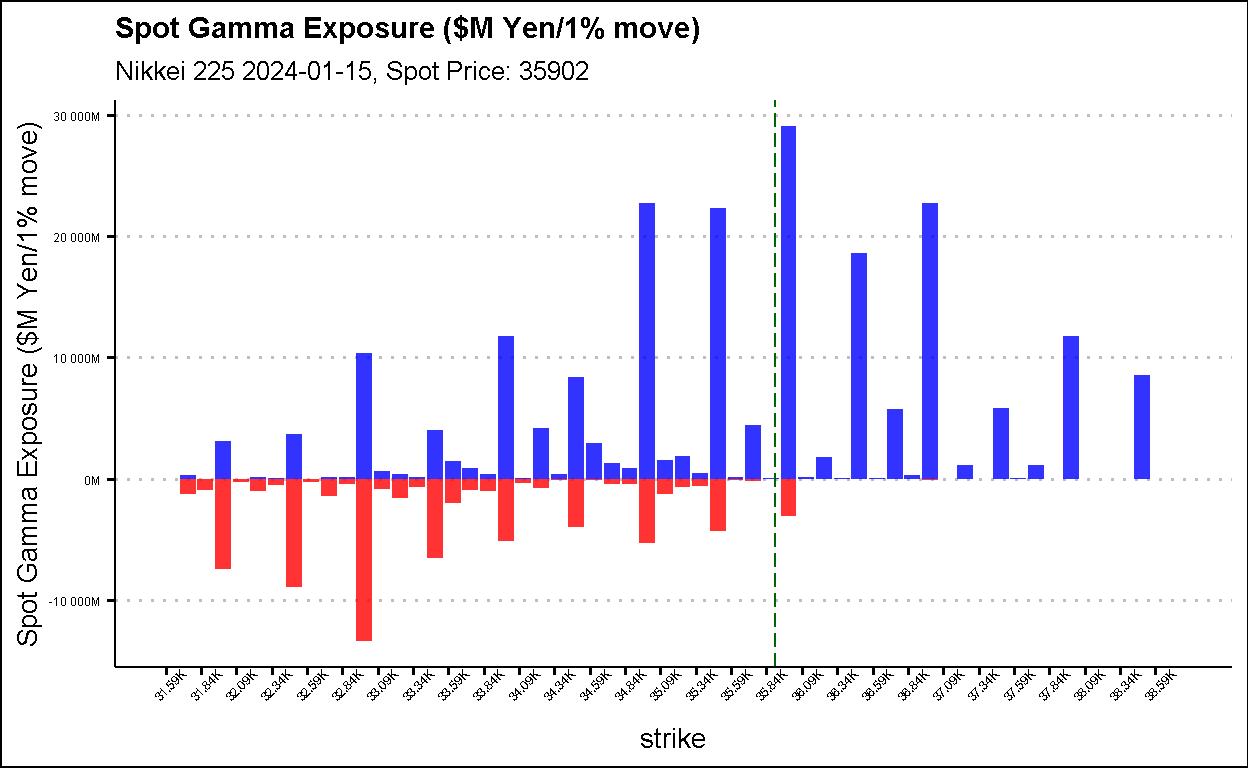 Spot Gamma Exposure ($M Yen/1% move)
Nikkei 225 2024-01-15, Spot Price: 35902
Spot Gamma Exposure ($M Yen/1% move)
30 000M
20 000M
10 000M
0M
-10 000M
31.59K 31.84K 32.09K 32.34K 32.59K 32.84K 33.09K 33.34K 33.59K 33.84K 34.09K 34.34K 34.59K 34.84K 35.09K 35.34K 35.59K 35.84K 36.09K 36.34K 36.59K 36.84K 37.09K 37.34K 37.59K 37.84K 38.09K 38.34K 38.59K
strike